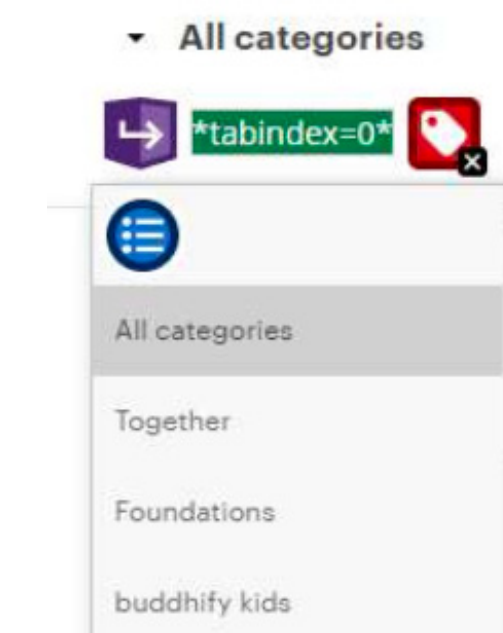 All categories
*tabindex=0*
All categories
Together
Foundations
buddhify kids